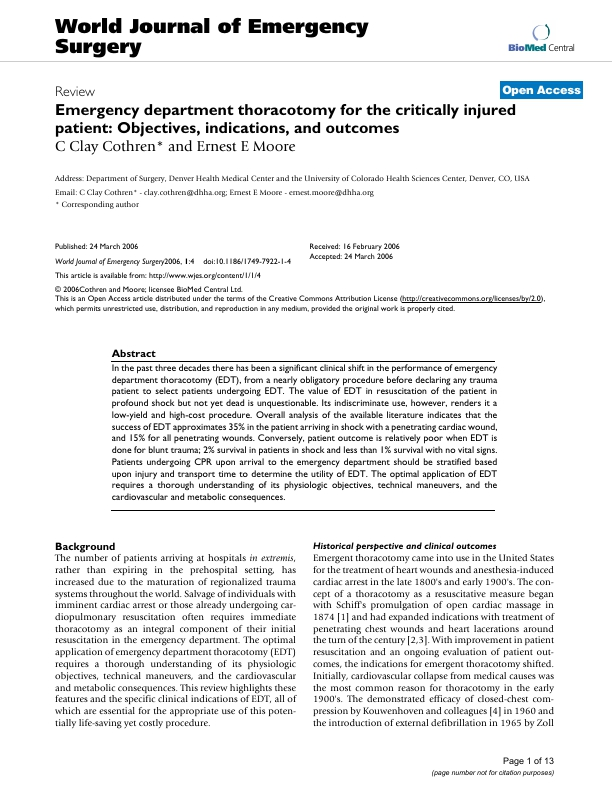 World Journal of Emergency
Surgery
BioMed Central
Review
Open Access
Emergency department thoracotomy for the critically injured
patient: Objectives, indications, and outcomes
C Clay Cothren* and Ernest E Moore
Address: Department of Surgery, Denver Health Medical Center and the University of Colorado Health Sciences Center, Denver, CO, USA
Email: C Clay Cothren* - clay.cothren@dhha.org; Ernest E Moore - ernest.moore@dhha.org
* Corresponding author
Published: 24 March 2006
World Journal of Emergency Surgery2006, 1:4 doi:10.1186/1749-7922-1-4
Received: 16 February 2006
Accepted: 24 March 2006
This article is available from: http://www.wjes.org/content/1/1/4
© 2006Cothren and Moore; licensee BioMed Central Ltd.
This is an Open Access article distributed under the terms of the Creative Commons Attribution License (http://creativecommons.org/licenses/by/2.0),
which permits unrestricted use, distribution, and reproduction in any medium, provided the original work is properly cited.
Abstract
In the past three decades there has been a significant clinical shift in the performance of emergency
department thoracotomy (EDT), from a nearly obligatory procedure before declaring any trauma
patient to select patients undergoing EDT. The value of EDT in resuscitation of the patient in
profound shock but not yet dead is unquestionable. Its indiscriminate use, however, renders it a
low-yield and high-cost procedure. Overall analysis of the available literature indicates that the
success of EDT approximates 35% in the patient arriving in shock with a penetrating cardiac wound,
and 15% for all penetrating wounds. Conversely, patient outcome is relatively poor when EDT is
done for blunt trauma; 2% survival in patients in shock and less than 1% survival with no vital signs.
Patients undergoing CPR upon arrival to the emergency department should be stratified based
upon injury and transport time to determine the utility of EDT. The optimal application of EDT
requires a thorough understanding of its physiologic objectives, technical maneuvers, and the
cardiovascular and metabolic consequences.
Background
The number of patients arriving at hospitals in extremis,
rather than expiring in the prehospital setting, has
increased due to the maturation of regionalized trauma
systems throughout the world. Salvage of individuals with
imminent cardiac arrest or those already undergoing car-
diopulmonary resuscitation often requires immediate
thoracotomy as an integral component of their initial
resuscitation in the emergency department. The optimal
application of emergency department thoracotomy (EDT)
requires a thorough understanding of its physiologic
objectives, technical maneuvers, and the cardiovascular
and metabolic consequences. This review highlights these
features and the specific clinical indications of EDT, all of
which are essential for the appropriate use of this poten-
tially life-saving yet costly procedure.
Historical perspective and clinical outcomes
Emergent thoracotomy came into use in the United States
for the treatment of heart wounds and anesthesia-induced
cardiac arrest in the late 1800's and early 1900's. The con-
cept of a thoracotomy as a resuscitative measure began
with Schiff's promulgation of open cardiac massage in
1874 [1] and had expanded indications with treatment of
penetrating chest wounds and heart lacerations around
the turn of the century [2,3]. With improvement in patient
resuscitation and an ongoing evaluation of patient out-
comes, the indications for emergent thoracotomy shifted.
Initially, cardiovascular collapse from medical causes was
the most common reason for thoracotomy in the early
1900's. The demonstrated efficacy of closed-chest com-
pression by Kouwenhoven and colleagues [4] in 1960 and
the introduction of external defibrillation in 1965 by Zoll
Page 1 of 13
(page number not for citation purposes)